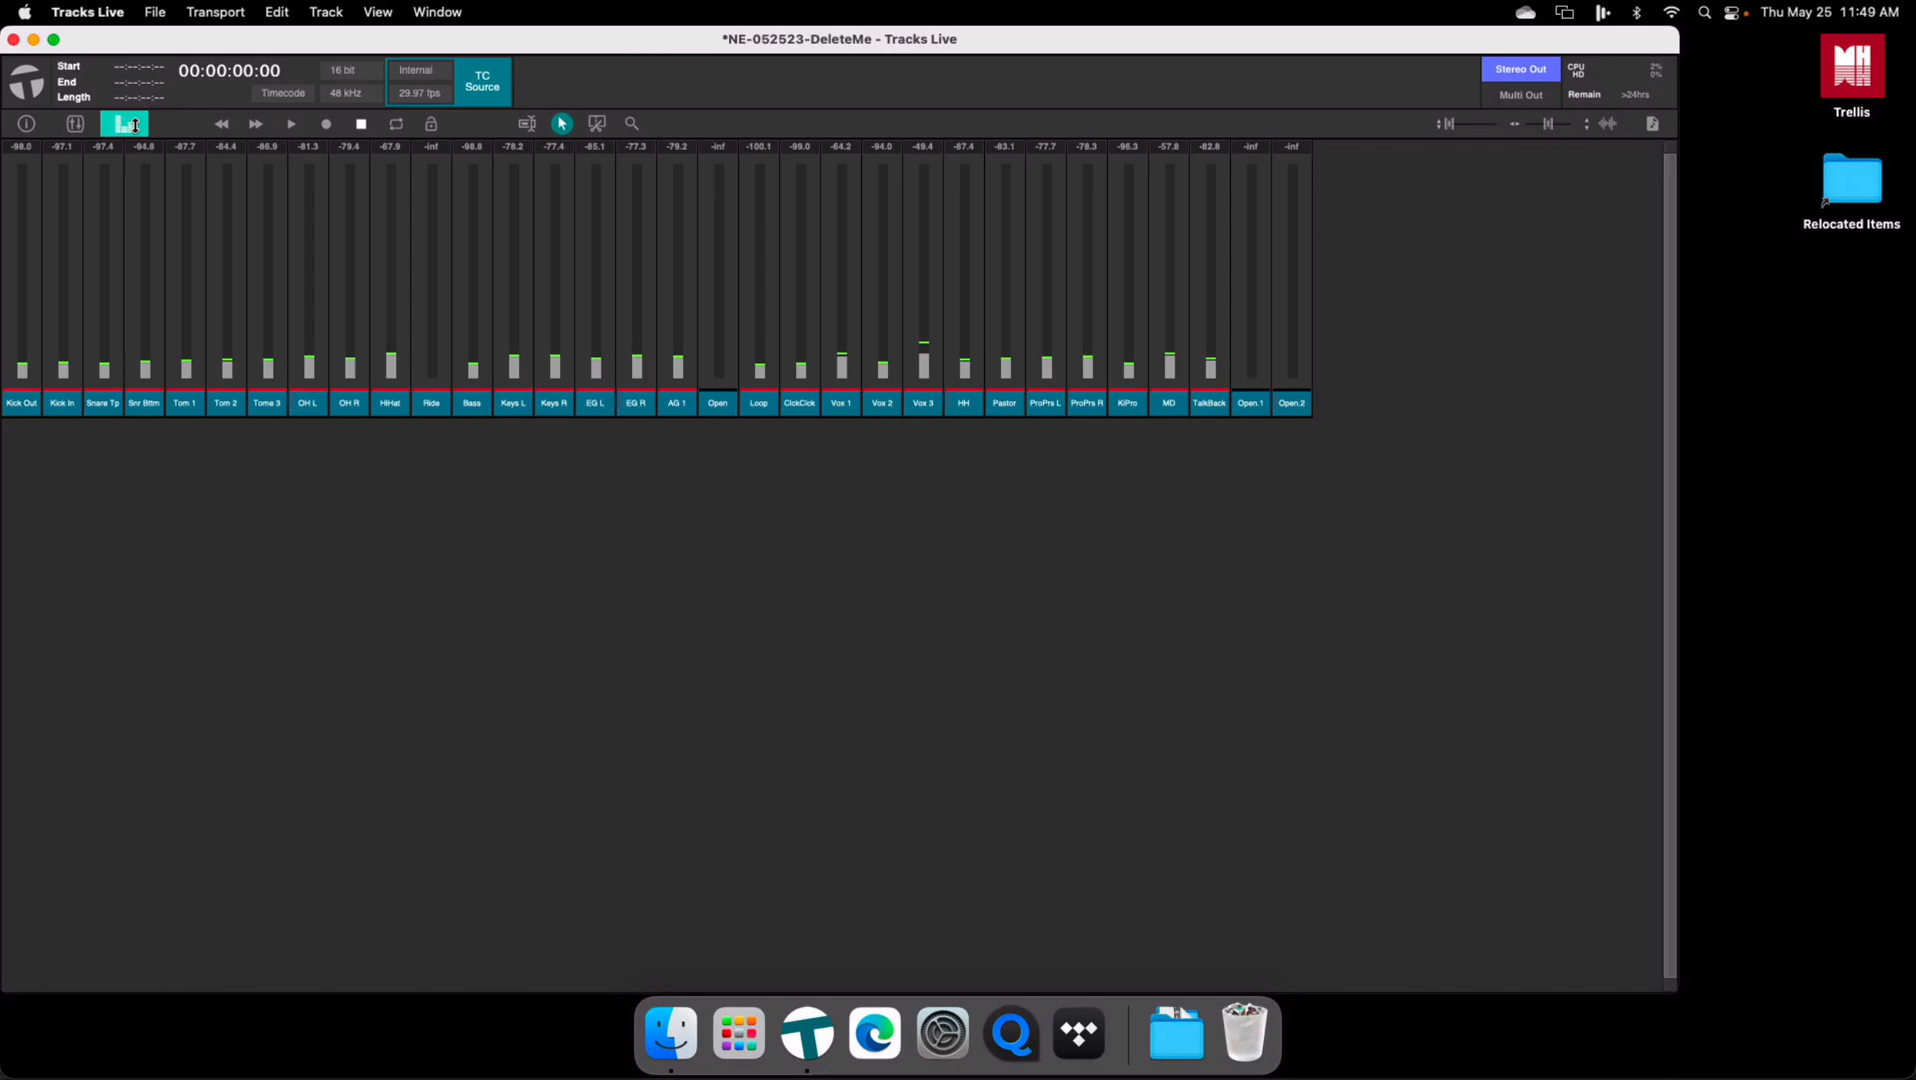 Tracks Live File Transport Edit Track View Window Thu May 25 11:49 AM
*NE-052523-DeleteMe - Tracks Live
Start --:--:--:--
End --:--:--:--
Length --:--:--:--
00:00:00:00
Timecode
16 bit
48 kHz
Internal
29.97 fps
TC
Source
Stereo Out
Multi Out
CPU 2%
HD 0%
Remain >24hrs
-98.0 -97.1 -97.4 -94.8 -87.7 -84.4 -86.9 -81.3 -79.4 -67.9 -inf -98.8 -78.2 -77.4 -85.1 -77.3 -79.2 -inf -100.1 -99.0 -64.2 -94.0 -49.4 -87.4 -83.1 -77.7 -78.3 -96.3 -57.8 -82.8 -inf -inf
Kick Out Kick In Snare Tp Snr Bttm Tom 1 Tom 2 Tome 3 OH L OH R HiHat Ride Bass Keys L Keys R EG L EG R AG 1 Open Loop ClckClck Vox 1 Vox 2 Vox 3 HH Pastor ProPrs L ProPrs R KiPro MD TalkBack Open.1 Open.2
Trellis
Relocated Items